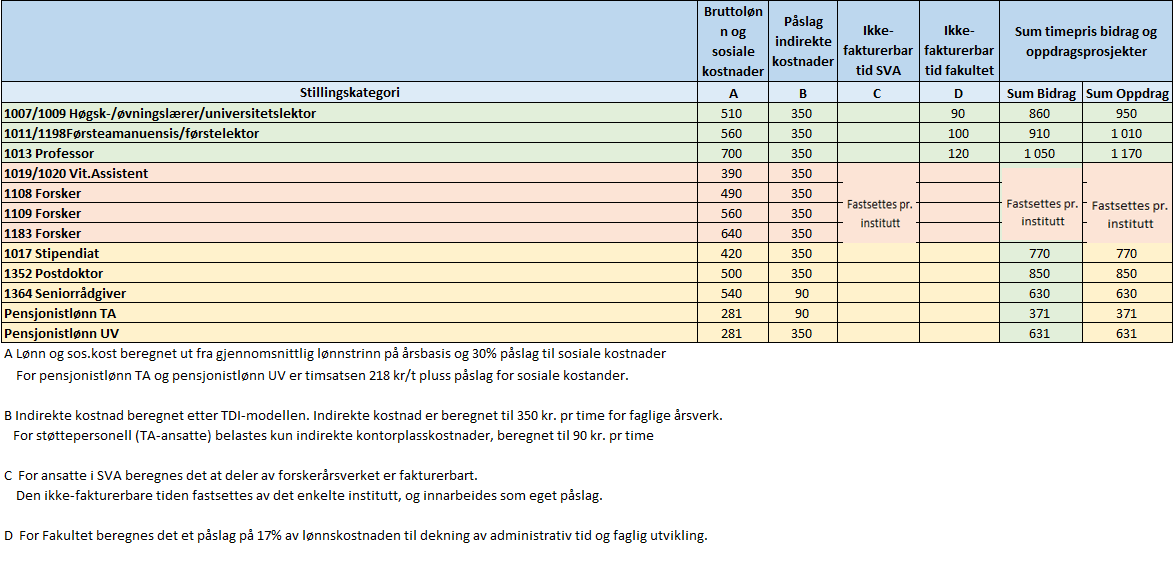 Bruttoløn
n og
sosiale
kostnader
Påslag
indirekte
kostnader
Ikke-
fakturerbar
tid SVA
Ikke-
fakturerbar
tid fakultet
Sum timepris bidrag og
oppdragsprosjekter
Stillingskategori A B C D Sum Bidrag Sum Oppdrag
1007/1009 Høgsk-/øvningslærer/universitetslektor 510 350 90 860 950
1011/1198Førsteamanuensis/førstelektor 560 350 100 910 1 010
1013 Professor 700 350 120 1 050 1 170
1019/1020 Vit.Assistent 390 350
1108 Forsker 490 350
1109 Forsker 560 350
1183 Forsker 640 350
Fastsettes pr.
institutt
Fastsettes pr.
institutt
Fastsettes pr.
institutt
1017 Stipendiat 420 350 770 770
1352 Postdoktor 500 350 850 850
1364 Seniorrådgiver 540 90 630 630
Pensjonistlønn TA 281 90 371 371
Pensjonistlønn UV 281 350 631 631
A Lønn og sos.kost beregnet ut fra gjennomsnittlig lønnstrinn på årsbasis og 30% påslag til sosiale kostnader
For pensjonistlønn TA og pensjonistlønn UV er timsatsen 218 kr/t pluss påslag for sosiale kostander.
B Indirekte kostnad beregnet etter TDI-modellen. Indirekte kostnad er beregnet til 350 kr. pr time for faglige årsverk.
For støttepersonell (TA-ansatte) belastes kun indirekte kontorplasskostnader, beregnet til 90 kr. pr time
C For ansatte i SVA beregnes det at deler av forskerårsverket er fakturerbart.
Den ikke-fakturerbare tiden fastsettes av det enkelte institutt, og innarbeides som eget påslag.
D For Fakultet beregnes det et påslag på 17% av lønnskostnaden til dekning av administrativ tid og faglig utvikling.